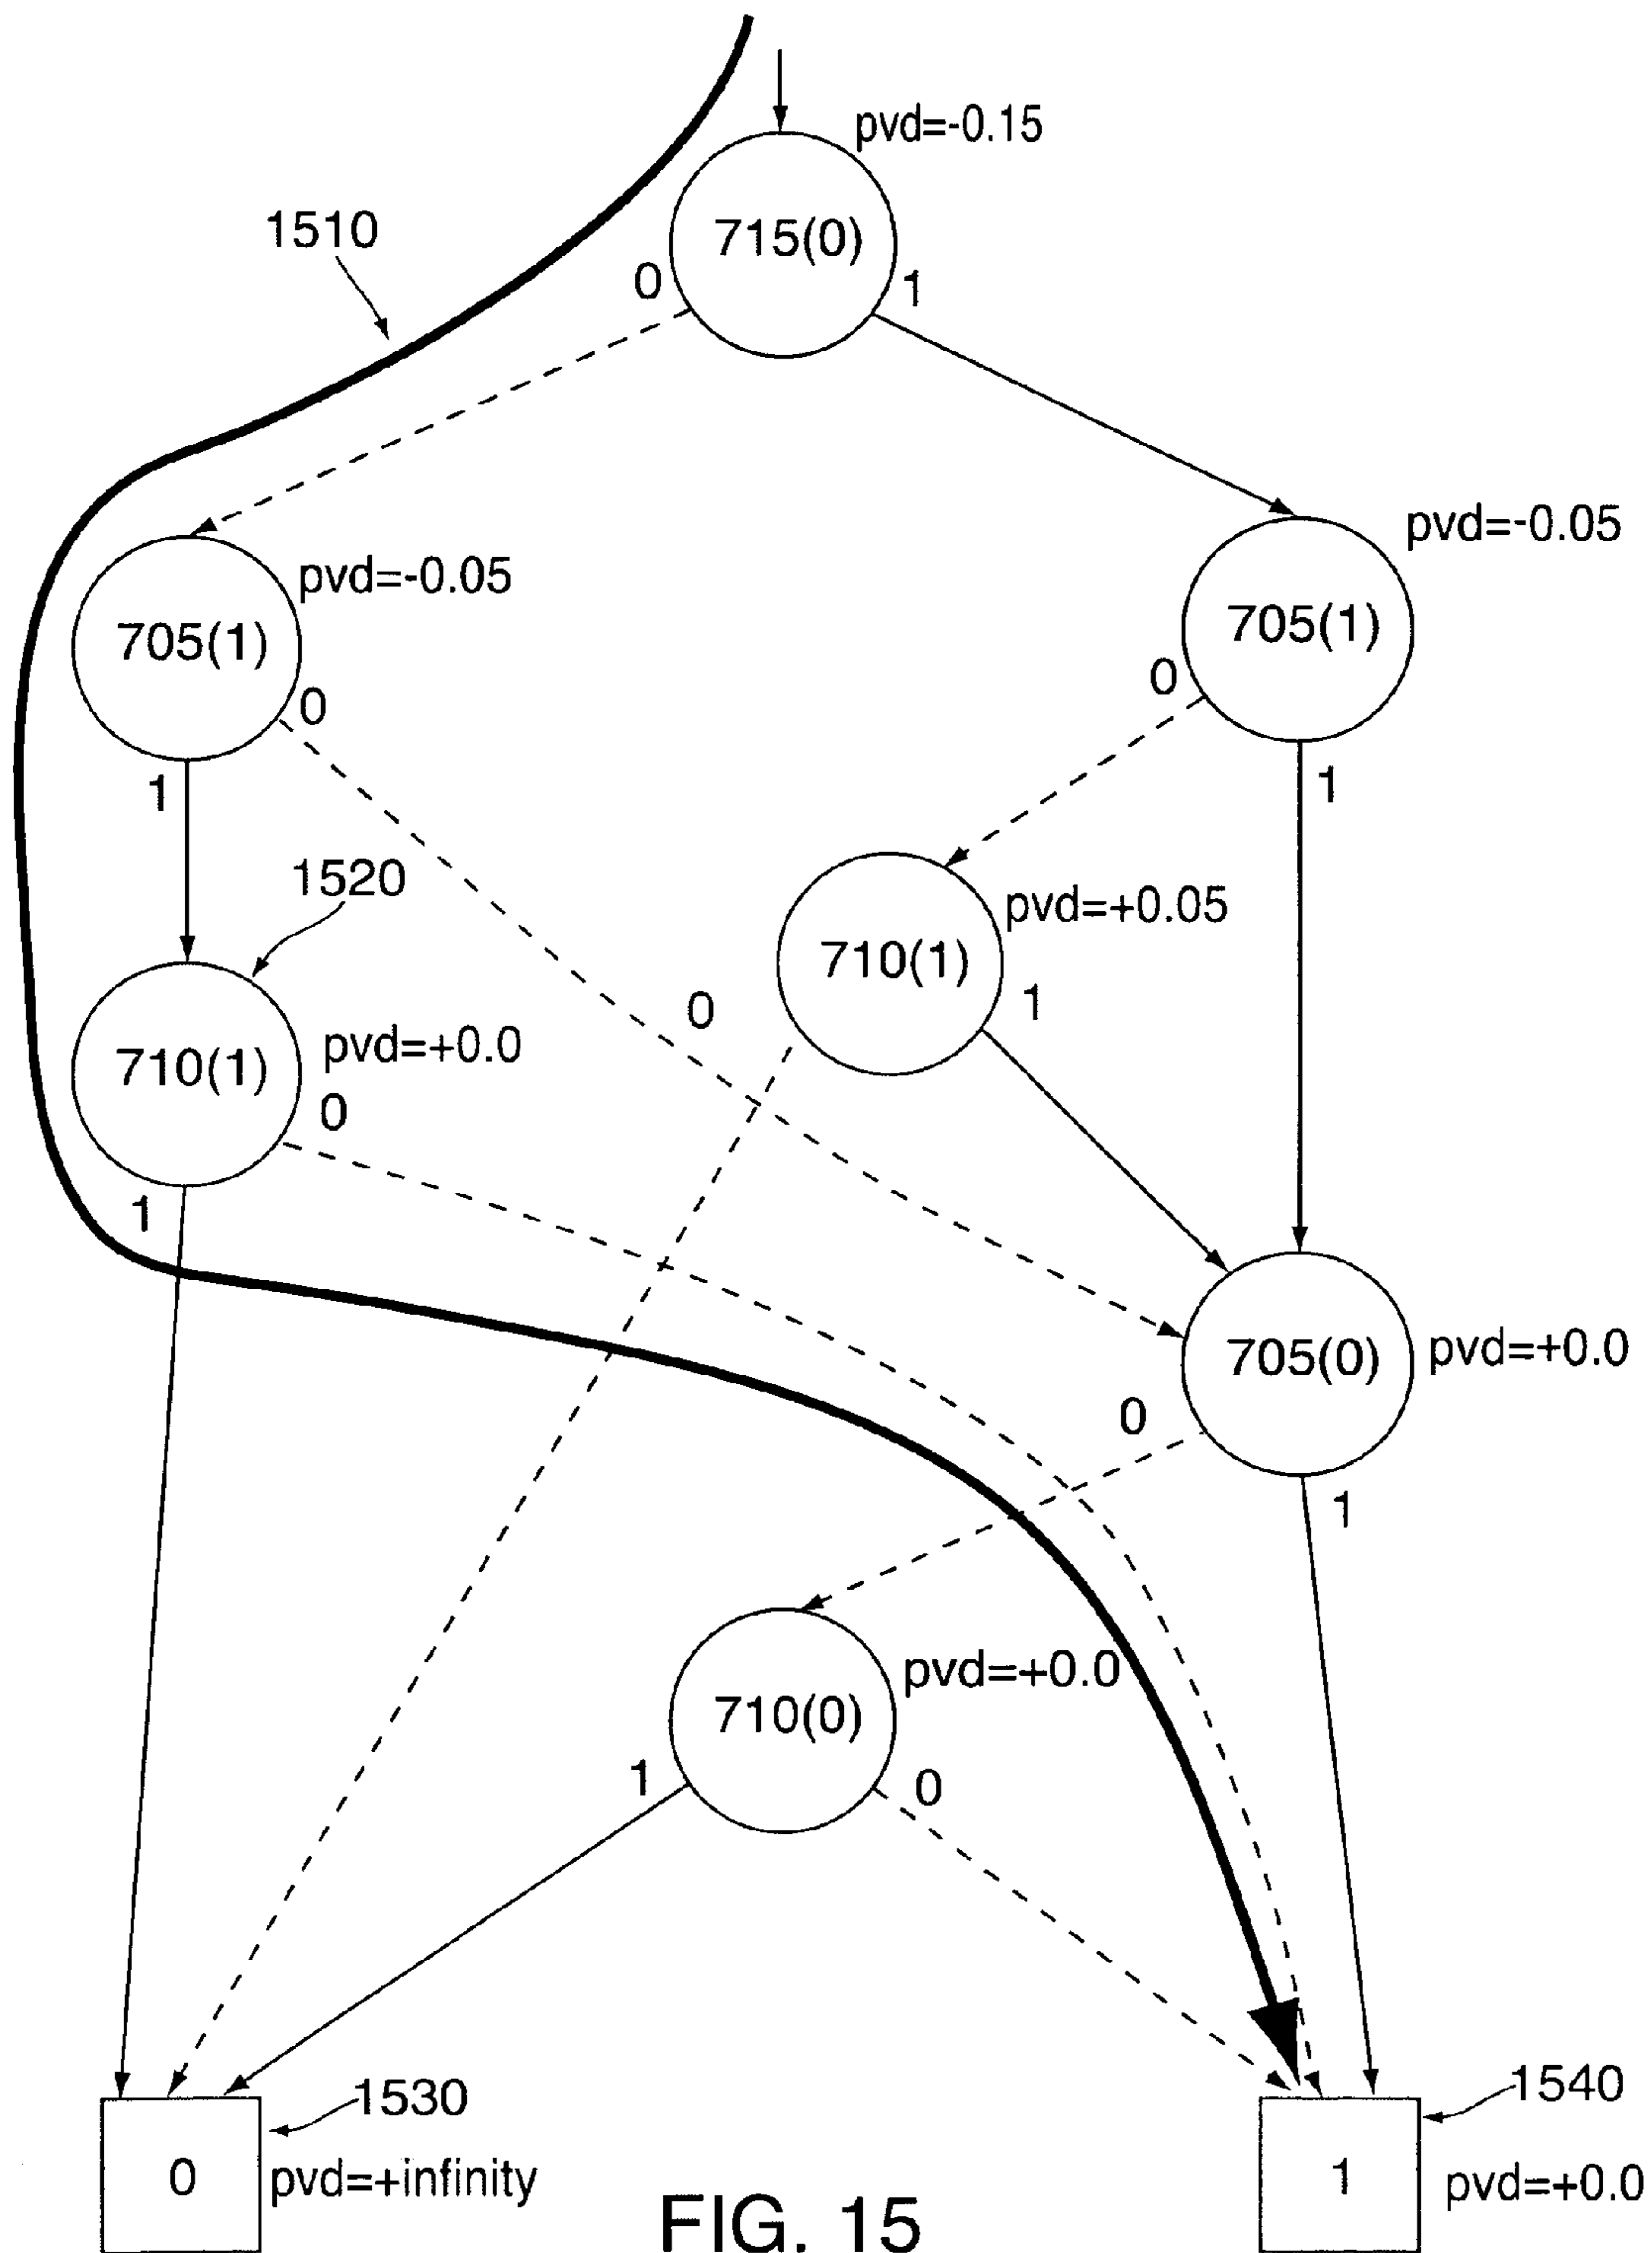 pvd=-0.15
1510
715(0)
0
1
pvd=-0.05
pvd=-0.05
705(1)
705(1)
0
0
1
1
1520
pvd=+0.05
710(1)
0
1
pvd=+0.0
710(1)
0
1
705(0)
pvd=+0.0
0
1
pvd=+0.0
710(0)
1
0
1530
1540
0
pvd=+infinity
1
pvd=+0.0
FIG. 15